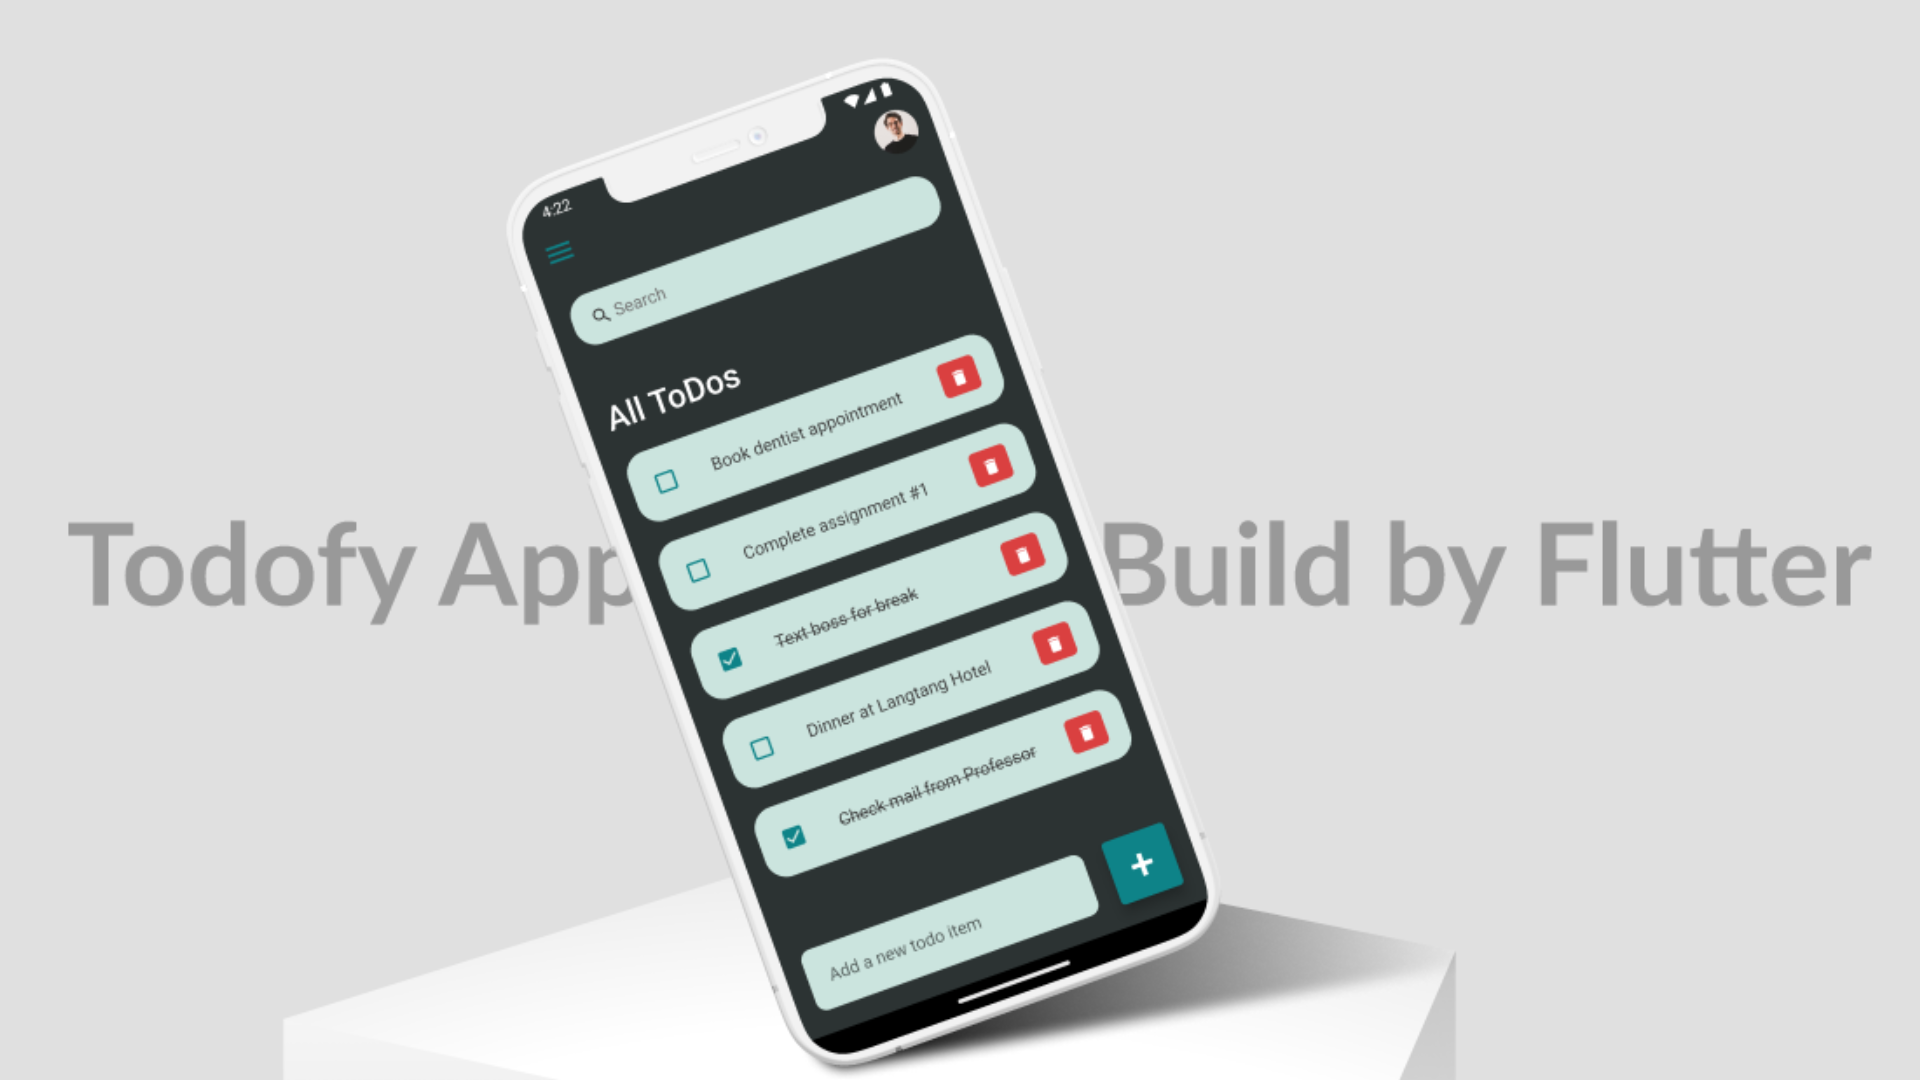 4:22
Search
All ToDos
Book dentist appointment
Complete assignment #1
Text boss for break
Dinner at Langtang Hotel
Check mail from Professor
Add a new todo item
Todofy App Build by Flutter